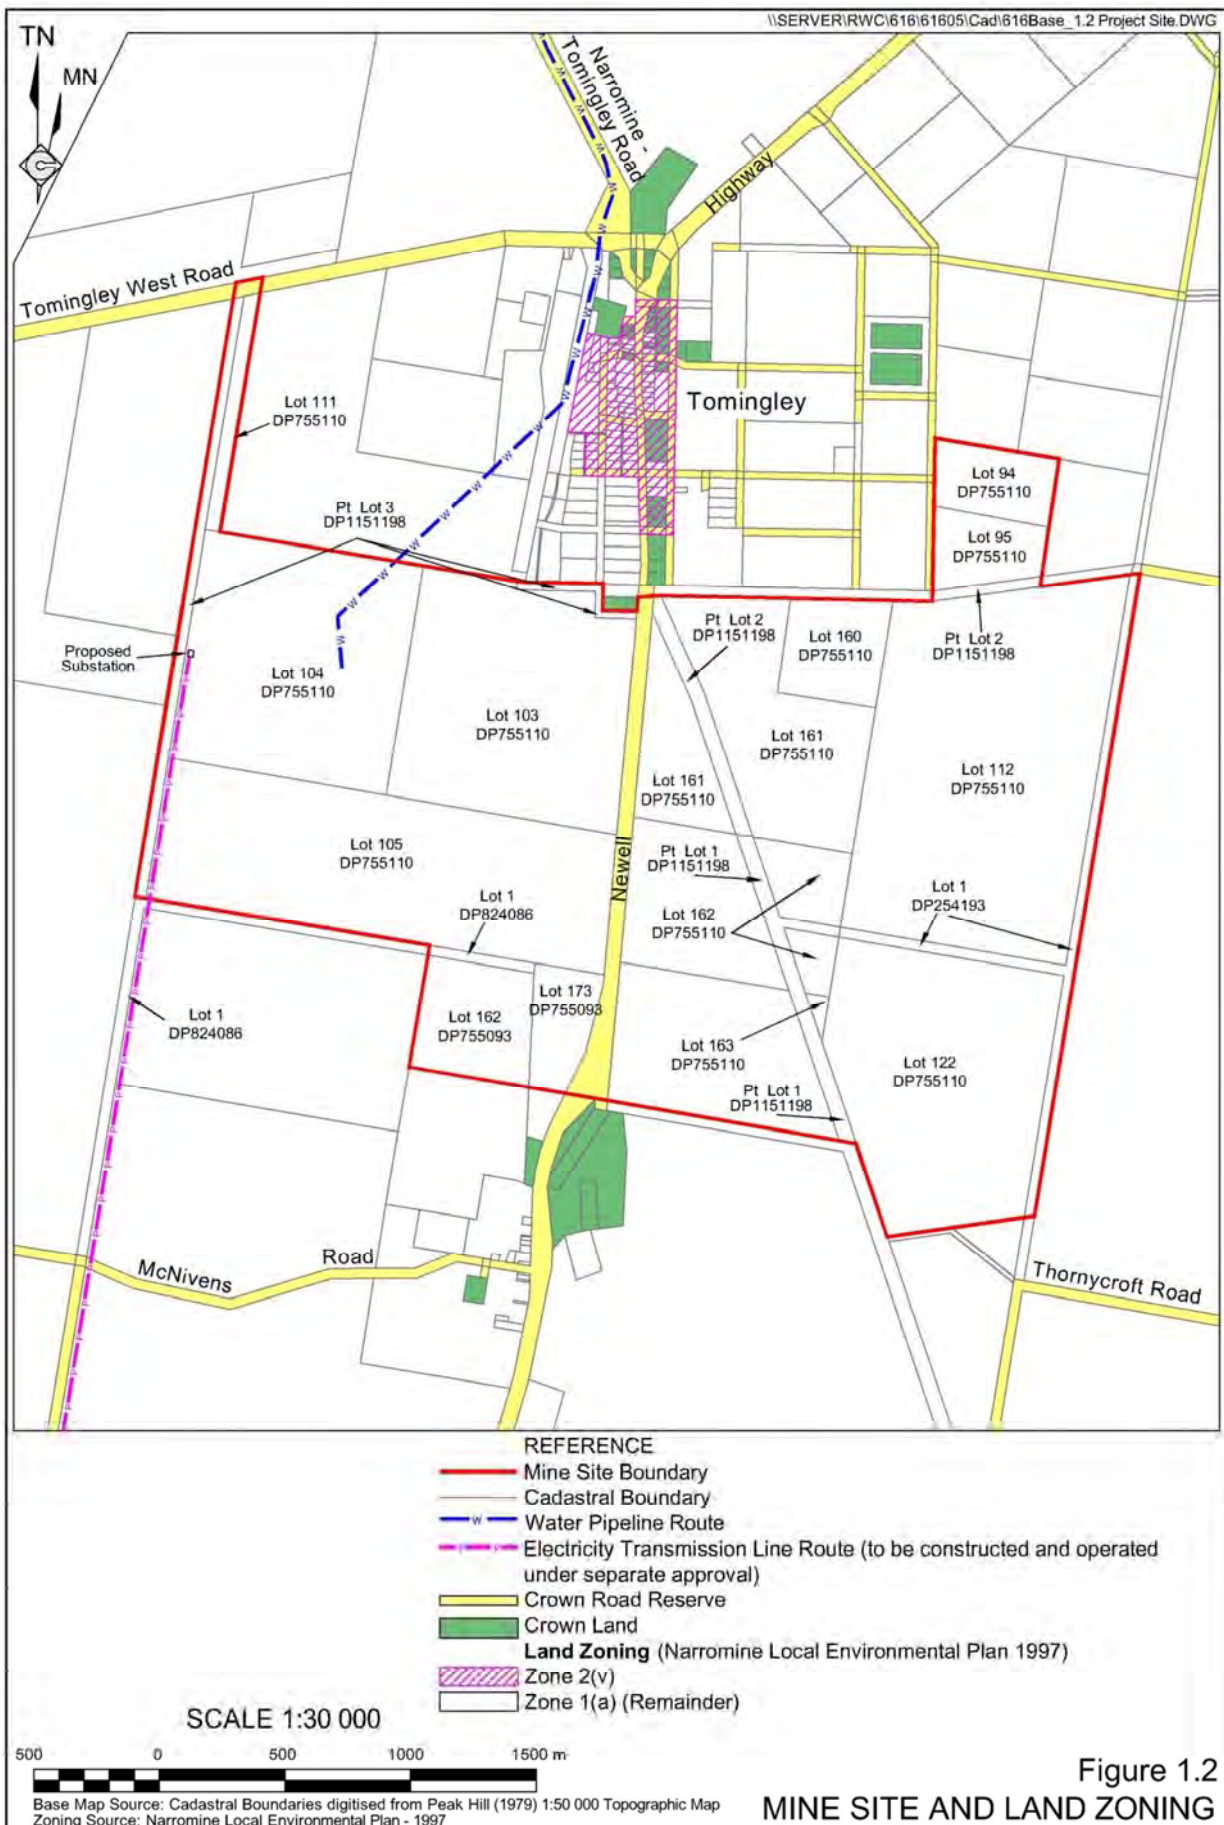 \\SERVER\RWC\616\61605\Cad\616Base_1.2 Project Site.DWG
TN
MN
Narromine -
Tomingley Road
Highway
Tomingley West Road
Lot 111
DP755110
Tomingley
Lot 94
DP755110
Pt Lot 3
DP1151198
Lot 95
DP755110
Proposed
Substation
Lot 104
DP755110
Pt Lot 2
DP1151198
Lot 160
DP755110
Pt Lot 2
DP1151198
Lot 103
DP755110
Lot 161
DP755110
Lot 161
DP755110
Lot 112
DP755110
Lot 105
DP755110
Newell
Pt Lot 1
DP1151198
Lot 1
DP824086
Lot 162
DP755110
Lot 1
DP254193
Lot 1
DP824086
Lot 162
DP755093
Lot 173
DP755093
Lot 163
DP755110
Lot 122
DP755110
Pt Lot 1
DP1151198
McNivens Road
Thornycroft Road
REFERENCE
Mine Site Boundary
Cadastral Boundary
W
Water Pipeline Route
P P
Electricity Transmission Line Route (to be constructed and operated
under separate approval)
Crown Road Reserve
Crown Land
Land Zoning (Narromine Local Environmental Plan 1997)
Zone 2(v)
Zone 1(a) (Remainder)
SCALE 1:30 000
500 0 500 1000 1500 m
Base Map Source: Cadastral Boundaries digitised from Peak Hill (1979) 1:50 000 Topographic Map
Zoning Source: Narromine Local Environmental Plan - 1997
Figure 1.2
MINE SITE AND LAND ZONING